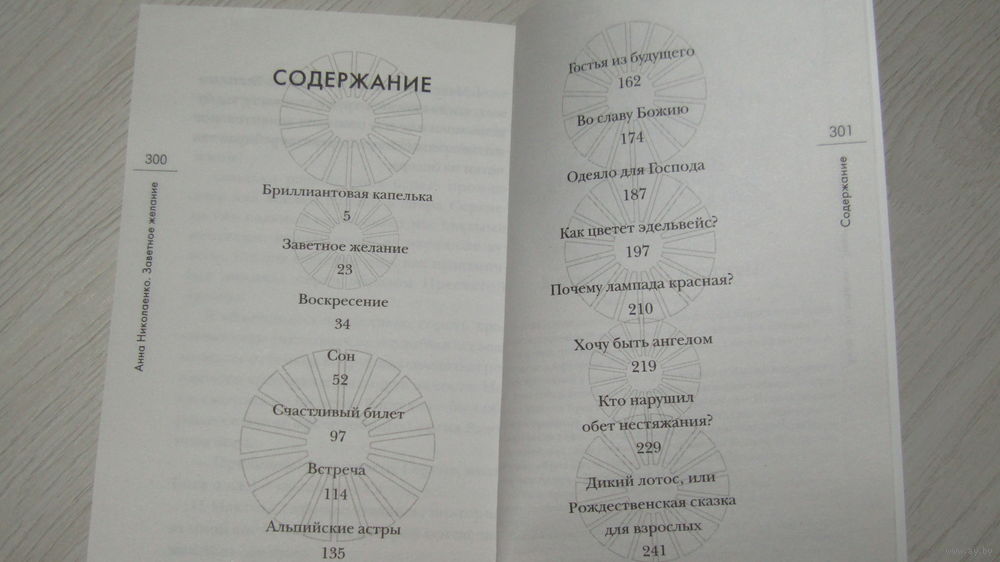 300
Анна Николаенко. Заветное желание
СОДЕРЖАНИЕ
Бриллиантовая капелька
5
Заветное желание
23
Воскресение
34
Сон
52
Счастливый билет
97
Встреча
114
Альпийские астры
135
Гостья из будущего
162
Во славу Божию
174
Одеяло для Господа
187
Как цветет эдельвейс?
197
Почему лампада красная?
210
Хочу быть ангелом
219
Кто нарушил
обет нестяжания?
229
Дикий лотос, или
Рождественская сказка
для взрослых
241
301
Содержание
www.ay.by